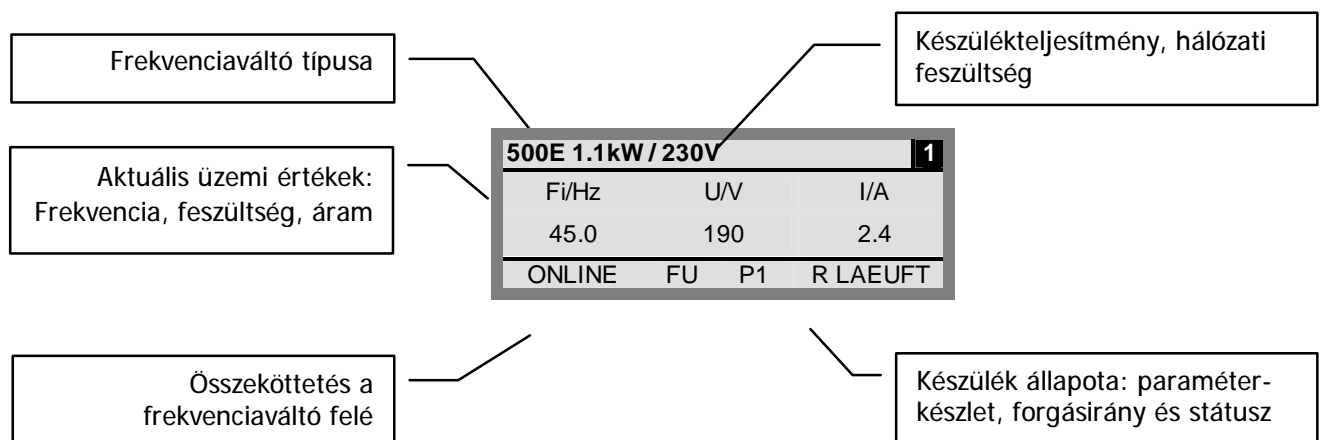 Frekvenciaváltó típusa
Készülékteljesítmény, hálózati
feszültség
Aktuális üzemi értékek:
Frekvencia, feszültség, áram
500E 1.1kW / 230V 1
Fi/Hz U/V I/A
45.0 190 2.4
ONLINE FU P1 R LAEUFT
Összeköttetés a
frekvenciaváltó felé
Készülék állapota: paraméter-
készlet, forgásirány és státusz